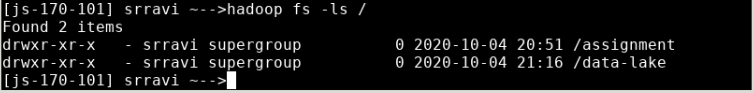 [js-170-101] srravi ~--->hadoop fs -ls /
Found 2 items
drwxr-xr-x   - srravi supergroup          0 2020-10-04 20:51 /assignment
drwxr-xr-x   - srravi supergroup          0 2020-10-04 21:16 /data-lake
[js-170-101] srravi ~--->